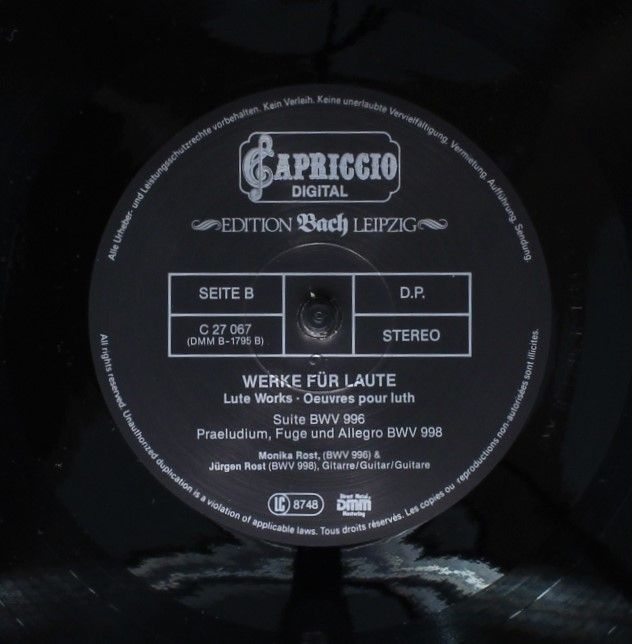 Alle Urheber- und Leistungsschutzrechte vorbehalten. Kein Verleih. Keine unerlaubte Vervielfältigung, Vermietung, Aufführung, Sendung.
CAPRICCIO
DIGITAL
EDITION Bach LEIPZIG
SEITE B
D.P.
C 27 067
(DMM B-1795 B)
STEREO
WERKE FÜR LAUTE
Lute Works · Oeuvres pour luth
Suite BWV 996
Praeludium, Fuge und Allegro BWV 998
Monika Rost, (BWV 996) &
Jürgen Rost (BWV 998), Gitarre/Guitar/Guitare
LC 8748
Direct Metal
DMM
Mastering
All rights reserved. Unauthorized duplication is a violation of applicable laws. Tous droits réservés. Les copies ou reproductions non-autorisées sont illicites.